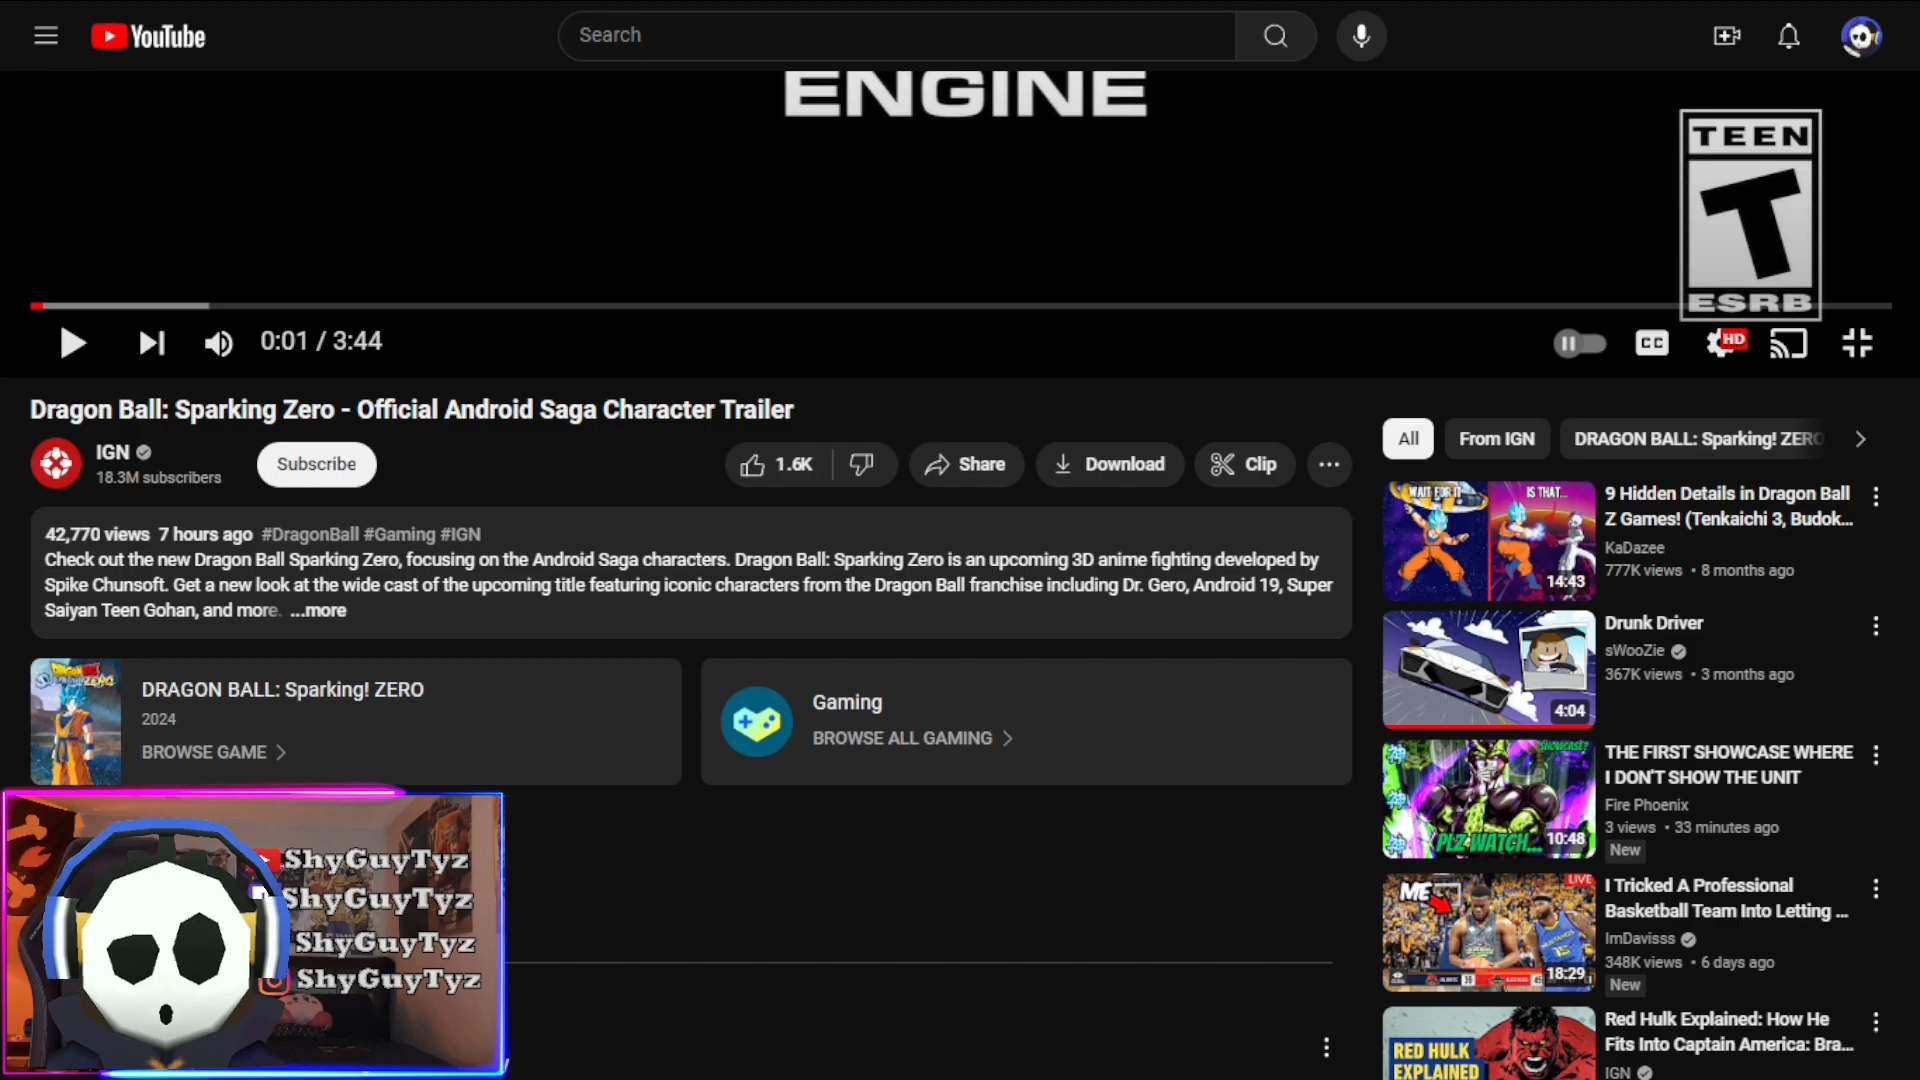 YouTube
Search
ENGINE
TEEN
T
ESRB
0:01 / 3:44
CC
HD
Dragon Ball: Sparking Zero - Official Android Saga Character Trailer
IGN
18.3M subscribers
Subscribe
1.6K
Share
Download
Clip
42,770 views 7 hours ago #DragonBall #Gaming #IGN
Check out the new Dragon Ball Sparking Zero, focusing on the Android Saga characters. Dragon Ball: Sparking Zero is an upcoming 3D anime fighting developed by
Spike Chunsoft. Get a new look at the wide cast of the upcoming title featuring iconic characters from the Dragon Ball franchise including Dr. Gero, Android 19, Super
Saiyan Teen Gohan, and more. ...more
DRAGON BALL: Sparking! ZERO
2024
BROWSE GAME
Gaming
BROWSE ALL GAMING
ShyGuyTyz
ShyGuyTyz
ShyGuyTyz
ShyGuyTyz
All
From IGN
DRAGON BALL: Sparking! ZERO
WAIT FOR IT
IS THAT...
14:43
9 Hidden Details in Dragon Ball
Z Games! (Tenkaichi 3, Budok...
KaDazee
777K views • 8 months ago
4:04
Drunk Driver
sWooZie
367K views • 3 months ago
SHOWCASE?
PLZ WATCH...
10:48
THE FIRST SHOWCASE WHERE
I DON'T SHOW THE UNIT
Fire Phoenix
3 views • 33 minutes ago
New
ME
LIVE
18:29
I Tricked A Professional
Basketball Team Into Letting ...
ImDavisss
348K views • 6 days ago
New
RED HULK
EXPLAINED
Red Hulk Explained: How He
Fits Into Captain America: Bra...
IGN